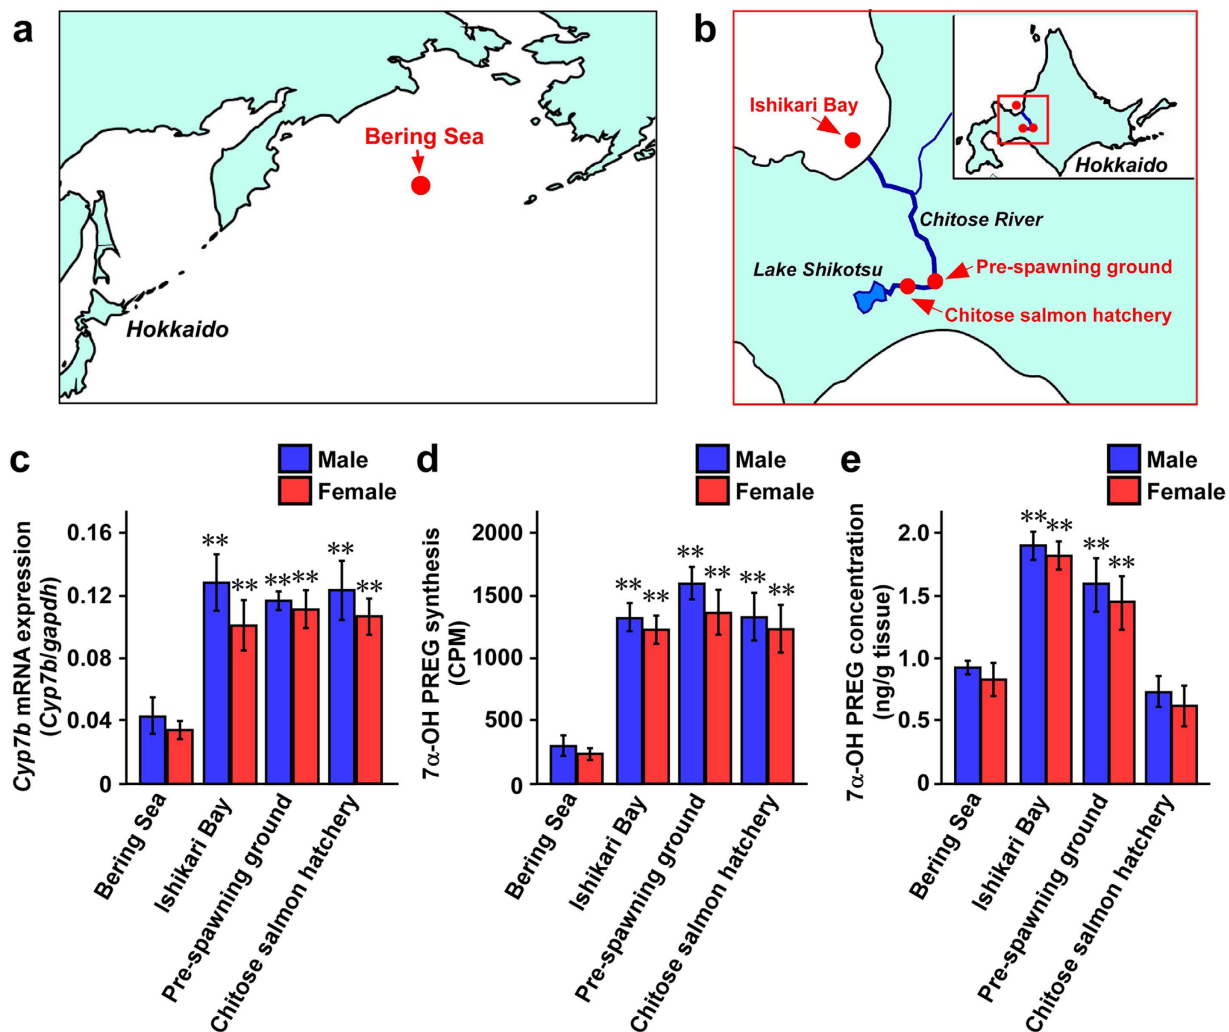 a
Bering Sea
Hokkaido
b
Ishikari Bay
Hokkaido
Chitose River
Lake Shikotsu
Pre-spawning ground
Chitose salmon hatchery
c
Male
Female
Cyp7b mRNA expression
(Cyp7b/gapdh)
0.16
0.12
0.08
0.04
0
** ** ** ** ** **
Bering Sea
Ishikari Bay
Pre-spawning ground
Chitose salmon hatchery
d
Male
Female
7α-OH PREG synthesis
(CPM)
2000
1500
1000
500
0
** ** ** ** ** **
Bering Sea
Ishikari Bay
Pre-spawning ground
Chitose salmon hatchery
e
Male
Female
7α-OH PREG concentration
(ng/g tissue)
2.0
1.5
1.0
0.5
0
** ** ** **
Bering Sea
Ishikari Bay
Pre-spawning ground
Chitose salmon hatchery